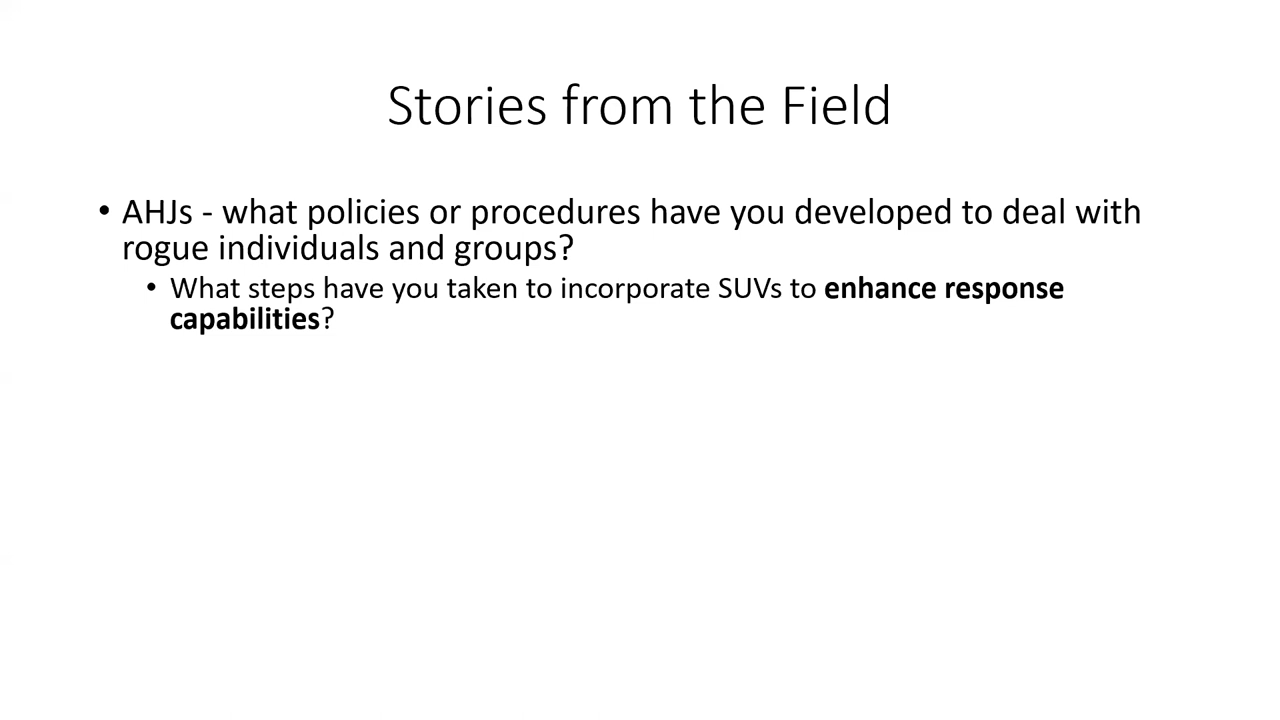 Stories from the Field
• AHJs - what policies or procedures have you developed to deal with
rogue individuals and groups?
• What steps have you taken to incorporate SUVs to enhance response
capabilities?